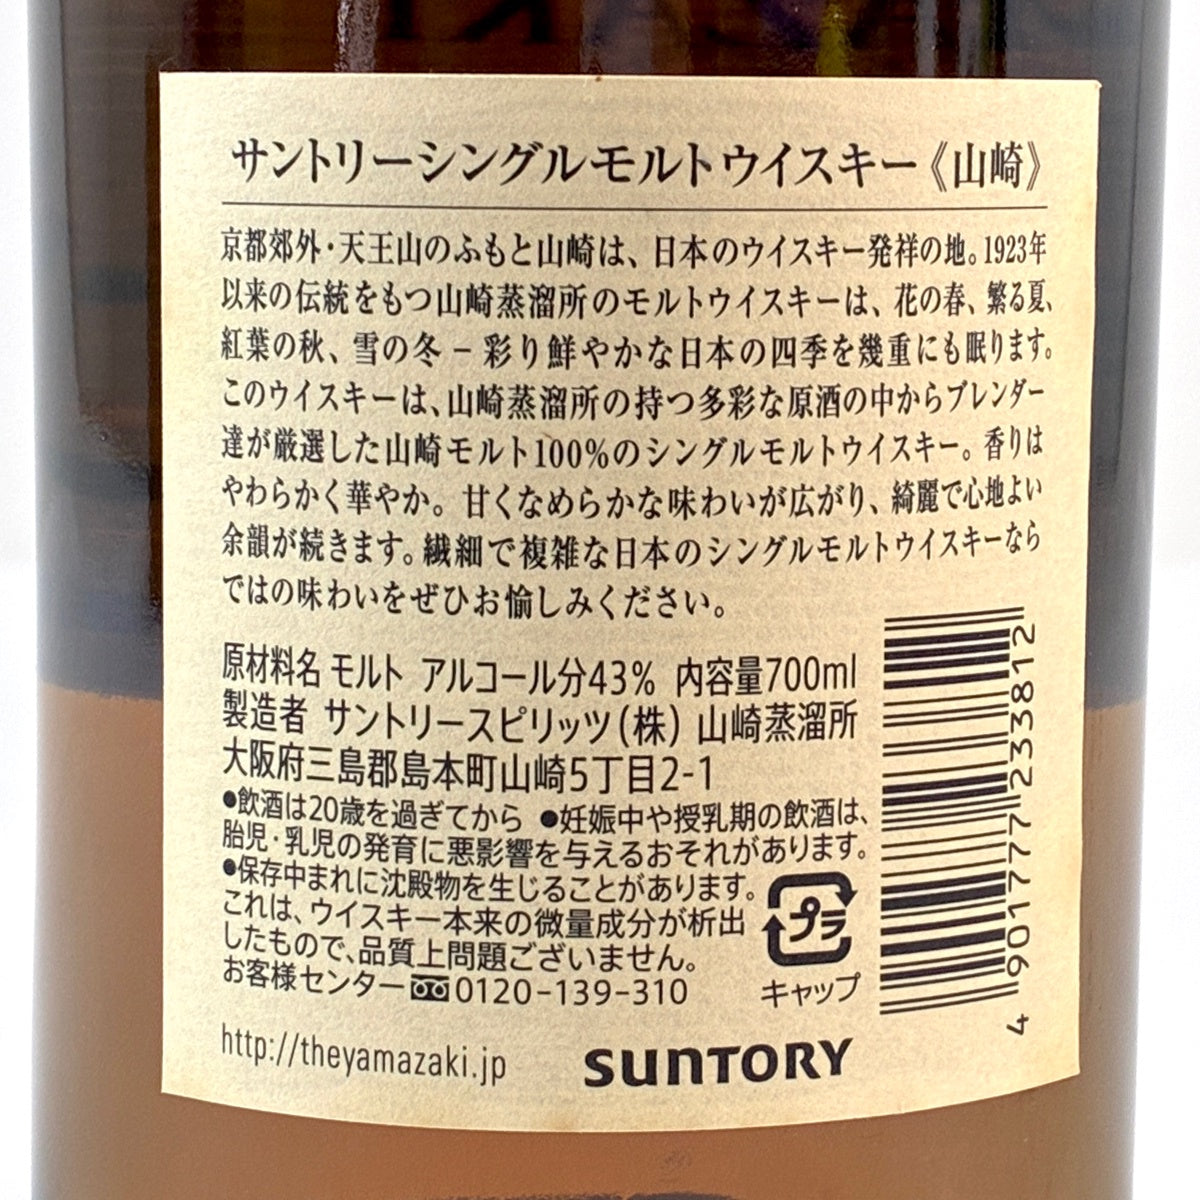 サントリーシングルモルトウイスキー《山崎》
京都郊外・天王山のふもと山崎は、日本のウイスキー発祥の地。1923年
以来の伝統をもつ山崎蒸溜所のモルトウイスキーは、花の春、繁る夏、
紅葉の秋、雪の冬－彩り鮮やかな日本の四季を幾重にも眠ります。
このウイスキーは、山崎蒸溜所の持つ多彩な原酒の中からブレンダー
達が厳選した山崎モルト100%のシングルモルトウイスキー。香りは
やわらかく華やか。甘くなめらかな味わいが広がり、綺麗で心地よい
余韻が続きます。繊細で複雑な日本のシングルモルトウイスキーなら
ではの味わいをぜひお愉しみください。
原材料名 モルト アルコール分43% 内容量700ml
製造者 サントリースピリッツ(株) 山崎蒸溜所
大阪府三島郡島本町山崎5丁目2-1
●飲酒は20歳を過ぎてから ●妊娠中や授乳期の飲酒は、
胎児・乳児の発育に悪影響を与えるおそれがあります。
●保存中まれに沈殿物を生じることがあります。
これは、ウイスキー本来の微量成分が析出
したもので、品質上問題ございません。
お客様センター 0120-139-310
プラ
キャップ
http://theyamazaki.jp
SUNTORY
4 901777 233812